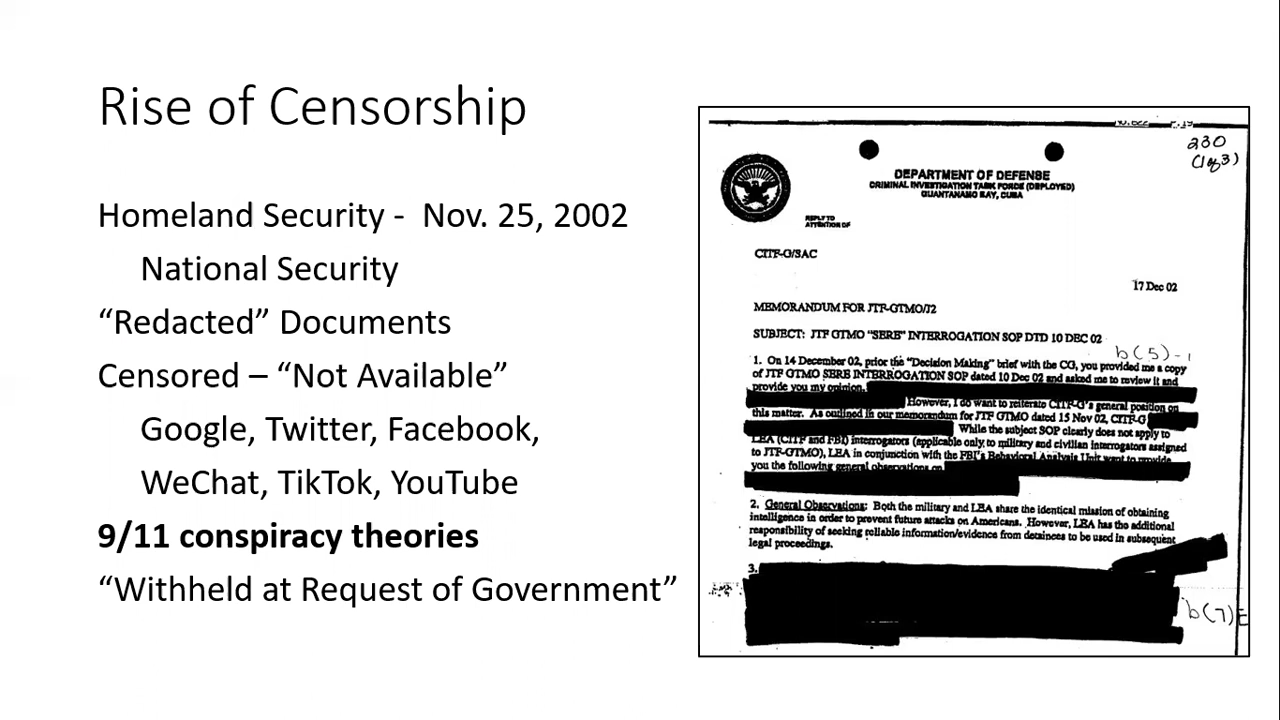 Rise of Censorship
Homeland Security - Nov. 25, 2002
National Security
“Redacted” Documents
Censored – “Not Available”
Google, Twitter, Facebook,
WeChat, TikTok, YouTube
9/11 conspiracy theories
“Withheld at Request of Government”
230
(1 of 3)
DEPARTMENT OF DEFENSE
CRIMINAL INVESTIGATION TASK FORCE (DEPLOYED)
GUANTANAMO BAY, CUBA
REPLY TO
ATTENTION OF
CITF-G/SAC
17 Dec 02
MEMORANDUM FOR JTF-GTMO/J2
SUBJECT: JTF GTMO "SERE" INTERROGATION SOP DTD 10 DEC 02
b(5)-1
1. On 14 December 02, prior the "Decision Making" brief with the CG, you provided me a copy
of JTF GTMO SERE INTERROGATION SOP dated 10 Dec 02 and asked me to review it and
provide you my opinion.
However, I do want to reiterate CITF-G's general position on
this matter. As outlined in our memorandum for JTF GTMO dated 15 Nov 02, CITF-G
While the subject SOP clearly does not apply to
LEA (CITF and FBI) interrogators (applicable only to military and civilian interrogators assigned
to JTF-GTMO), LEA in conjunction with the FBI's Behavioral Analysis Unit want to provide
you the following general observations on
2. General Observations: Both the military and LEA share the identical mission of obtaining
intelligence in order to prevent future attacks on Americans. However, LEA has the additional
responsibility of seeking reliable information/evidence from detainees to be used in subsequent
legal proceedings.
3.
b(7)E